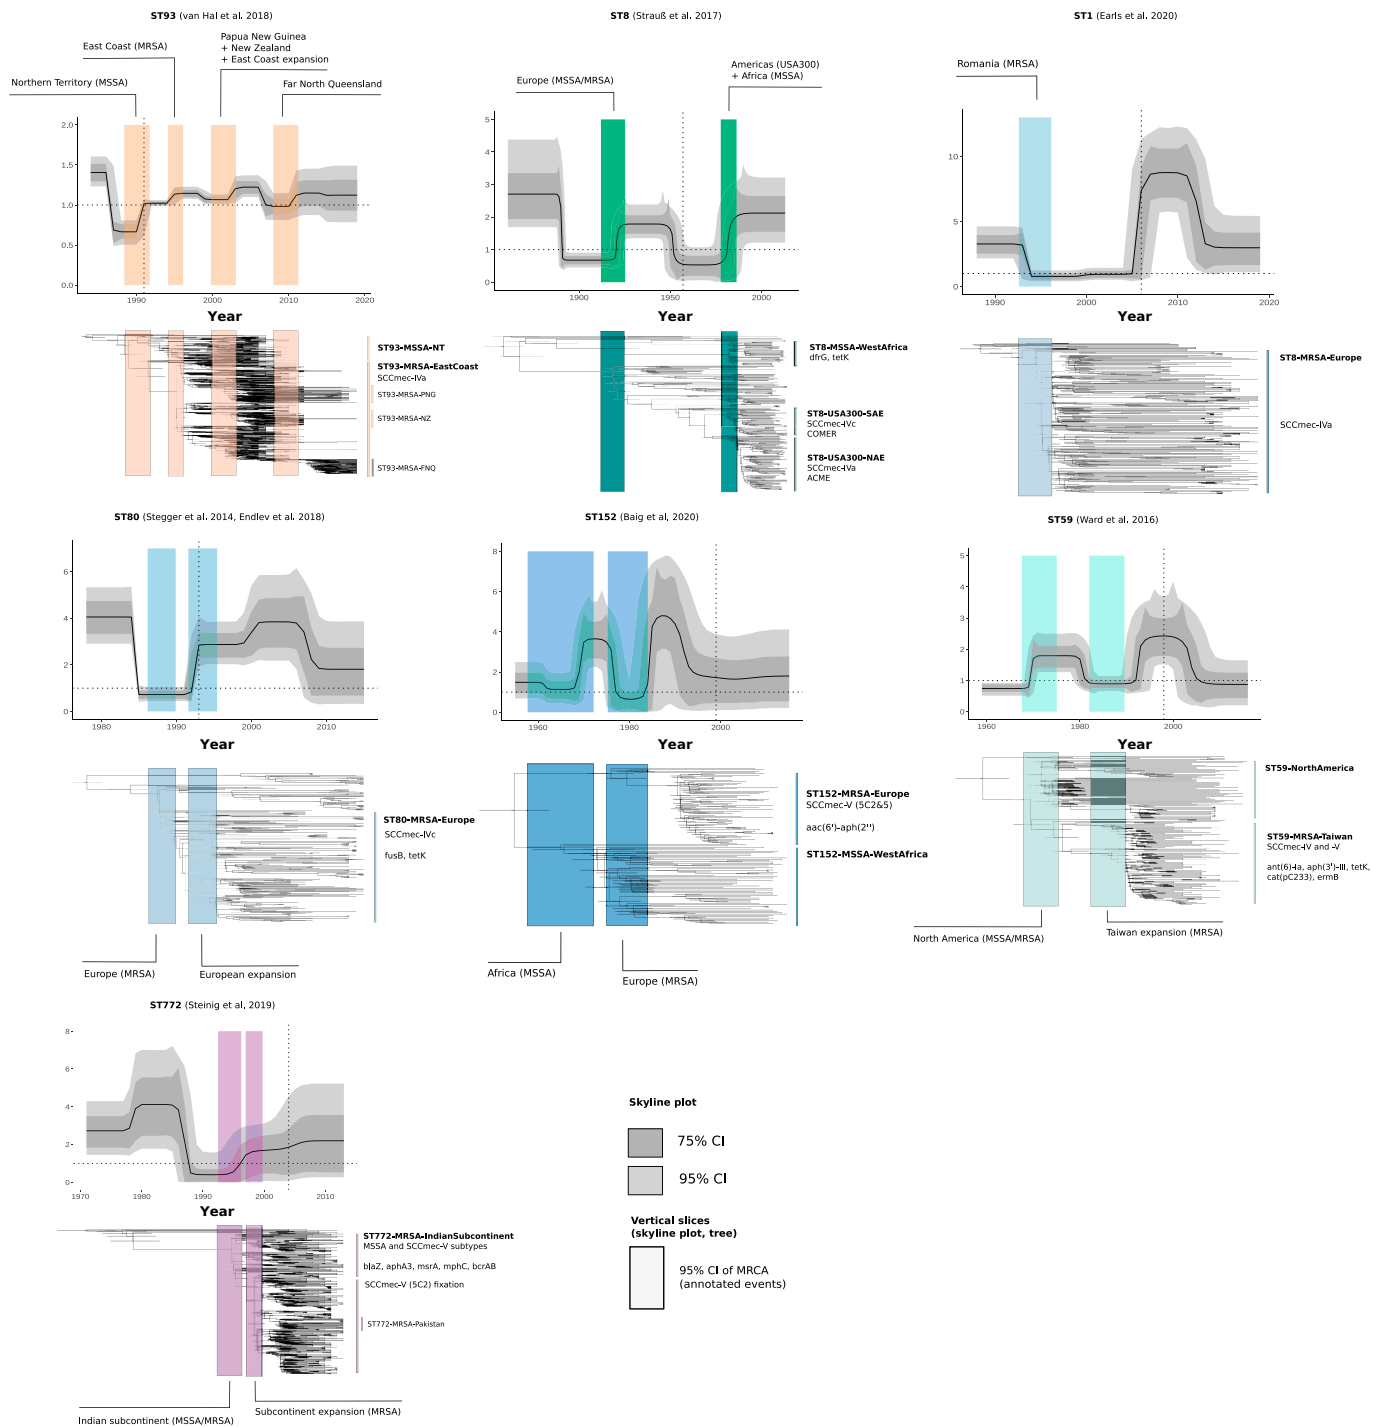 ST93 (van Hal et al. 2018)
Northern Territory (MSSA)
East Coast (MRSA)
Papua New Guinea
+ New Zealand
+ East Coast expansion
Far North Queensland
2.0
1.5
1.0
0.5
0.0
1990
2000
2010
2020
Year
ST93-MSSA-NT
ST93-MRSA-EastCoast
SCCmec-IVa
ST93-MRSA-PNG
ST93-MRSA-NZ
ST93-MRSA-FNQ
ST8 (Strauß et al. 2017)
Europe (MSSA/MRSA)
Americas (USA300)
+ Africa (MSSA)
5
4
3
2
1
0
1900
1950
2000
Year
ST8-MSSA-WestAfrica
dfrG, tetK
ST8-USA300-SAE
SCCmec-IVc
COMER
ST8-USA300-NAE
SCCmec-IVa
ACME
ST1 (Earls et al. 2020)
Romania (MRSA)
10
5
0
1990
2000
2010
2020
Year
ST8-MRSA-Europe
SCCmec-IVa
ST80 (Stegger et al. 2014, Endlev et al. 2018)
6
4
2
0
1980
1990
2000
2010
Year
ST80-MRSA-Europe
SCCmec-IVc
fusB, tetK
Europe (MRSA)
European expansion
ST152 (Baig et al. 2020)
8
6
4
2
0
1960
1980
2000
Year
ST152-MRSA-Europe
SCCmec-V (5C2&5)
aac(6')-aph(2'')
ST152-MSSA-WestAfrica
Africa (MSSA)
Europe (MRSA)
ST59 (Ward et al. 2016)
5
4
3
2
1
0
1960
1980
2000
Year
ST59-NorthAmerica
ST59-MRSA-Taiwan
SCCmec-IV and -V
ant(6)-Ia, aph(3')-III, tetK,
cat(pC233), ermB
North America (MSSA/MRSA)
Taiwan expansion (MRSA)
ST772 (Steinig et al. 2019)
8
6
4
2
0
1970
1980
1990
2000
2010
Year
ST772-MRSA-IndianSubcontinent
MSSA and SCCmec-V subtypes
blaZ, aphA3, msrA, mphC, bcrAB
SCCmec-V (5C2) fixation
ST772-MRSA-Pakistan
Indian subcontinent (MSSA/MRSA)
Subcontinent expansion (MRSA)
Skyline plot
75% CI
95% CI
Vertical slices
(skyline plot, tree)
95% CI of MRCA
(annotated events)